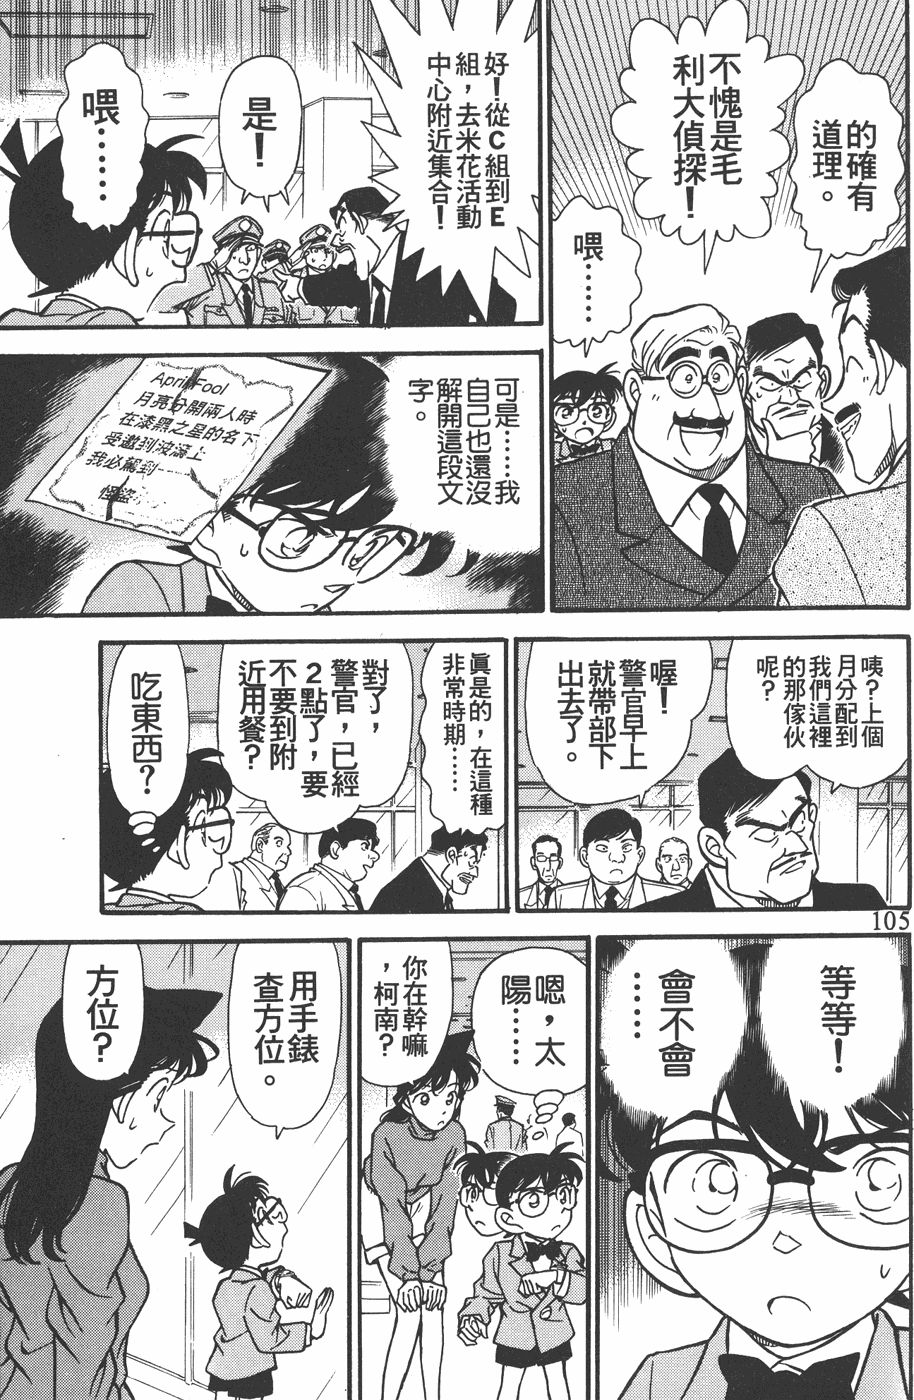 的確有
道理。
不愧是毛
利大偵探！
喂……
好！從C組到E
組，去米花活動
中心附近集合！
是！
喂……
可是……我
自己也還沒
解開這段文
字。
April Fool
月亮分開兩人時
在漆黑之星的名下
受邀到波濤上
我必駕到
怪盜
咦？上個
月分配到
我們這裡
的那傢伙
呢？
喔！
警官早上
就帶部下
出去了。
真是的，在這種
非常時期……
對了，
警官，已經
2點了，要
不要到附
近用餐？
吃東西？
105
等等！
會不會
……
嗯，太
陽……
你在幹嘛
，柯南？
用手錶
查方位。
方位？